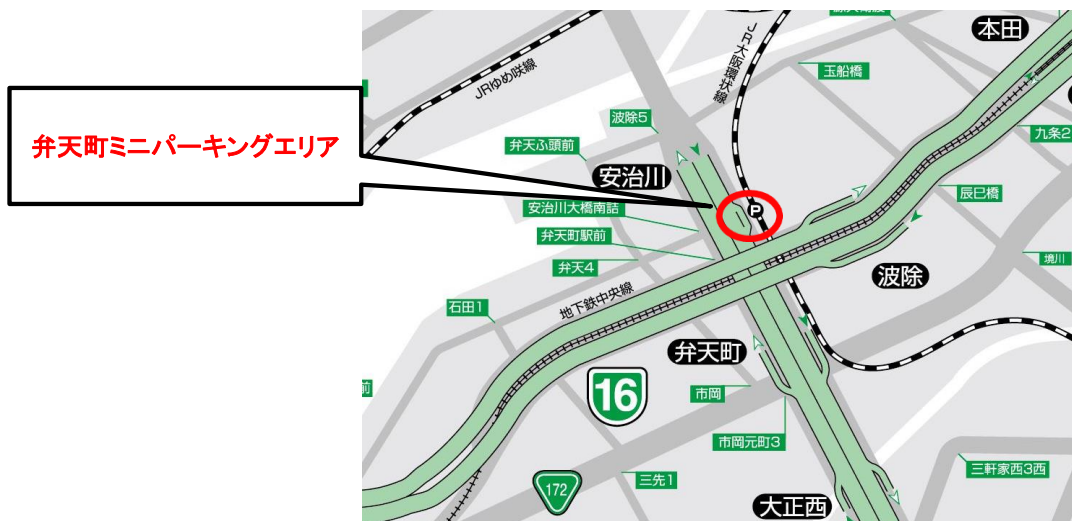 弁天町ミニパーキングエリア
本田
JR大阪環状線
玉船橋
JRゆめ咲線
波除5
九条2
弁天ふ頭前
安治川
辰巳橋
安治川大橋南詰
P
弁天町駅前
境川
弁天4
波除
地下鉄中央線
石田1
弁天町
16
市岡
前
市岡元町3
三軒家西3西
三先1
172
大正西